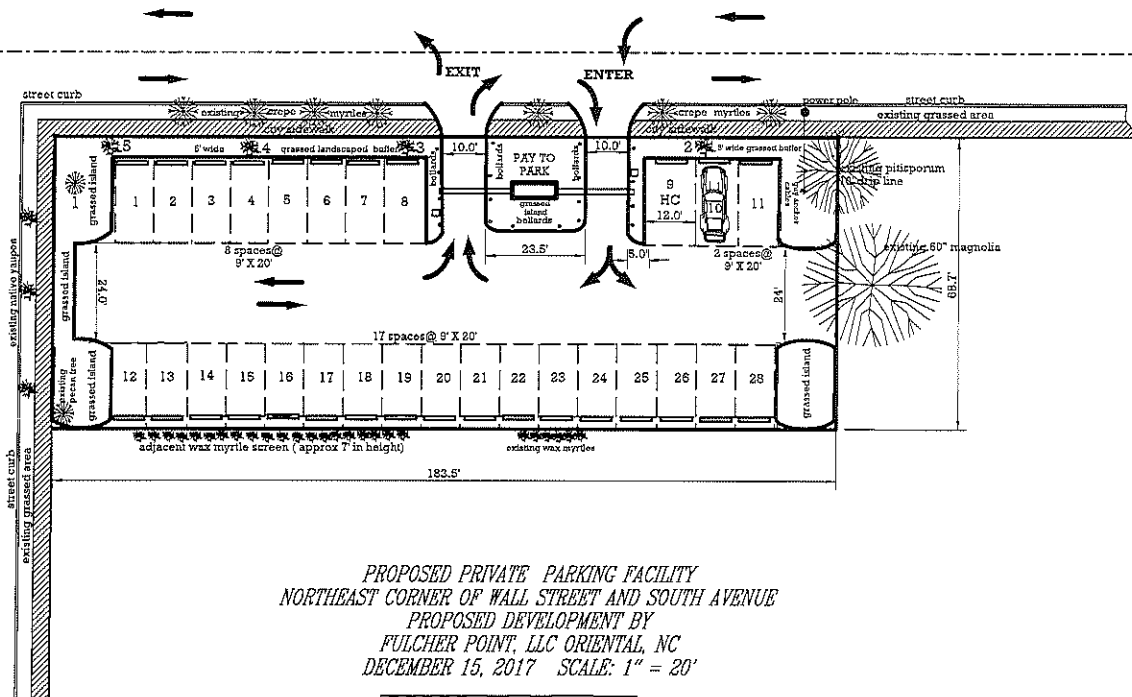 EXIT
ENTER
street curb
existing crepe myrtles
crepe myrtles
power pole
street curb
existing grassed area
city sidewalk
city sidewalk
15
5' wide
14
grassed landscaped buffer
13
10.0'
PAY TO
PARK
10.0'
2
5' wide grassed buffer
grassed island
bollards
bollards
bollards
bollards
grassed
island
bollards
1 2 3 4 5 6 7 8
9
HC
12.0'
10
11
existing pitisporum
drip line
existing 60" magnolia
8 spaces@
9' X 20'
23.5'
5.0'
2 spaces@
9' X 20'
existing native yaupon
grassed island
24.0'
24'
68.7'
17 spaces@ 9' X 20'
existing
pecan tree
grassed island
12 13 14 15 16 17 18 19 20 21 22 23 24 25 26 27 28
grassed island
adjacent wax myrtle screen ( approx 7' in height)
existing wax myrtles
street curb
existing grassed area
183.5'
PROPOSED PRIVATE PARKING FACILITY
NORTHEAST CORNER OF WALL STREET AND SOUTH AVENUE
PROPOSED DEVELOPMENT BY
FULCHER POINT, LLC ORIENTAL, NC
DECEMBER 15, 2017 SCALE: 1" = 20'